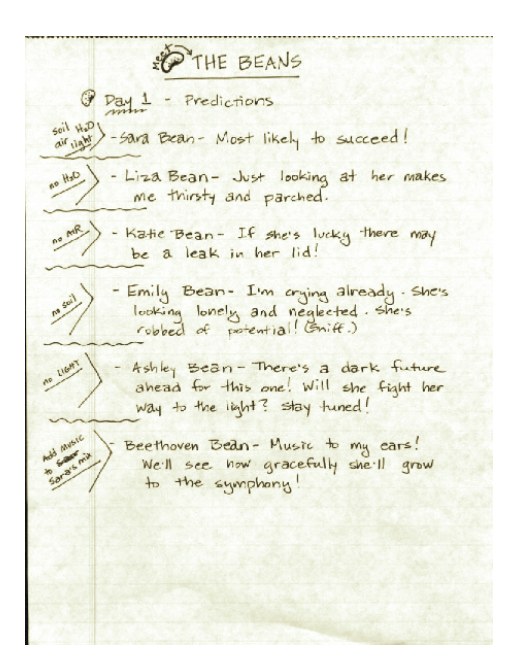 Meet THE BEANS
Day 1 - Predictions
soil H₂O
air light
- Sara Bean - Most likely to succeed!
no H₂O
- Liza Bean - Just looking at her makes
me thirsty and parched.
no AIR
- Katie Bean - If she's lucky there may
be a leak in her lid!
no soil
- Emily Bean - I'm crying already. She's
looking lonely and neglected. She's
robbed of potential! (Sniff.)
no LIGHT
- Ashley Bean - There's a dark future
ahead for this one! Will she fight her
way to the light? Stay tuned!
Add Music
to
Sara's mix
- Beethoven Bean - Music to my ears!
We'll see how gracefully she'll grow
to the symphony!